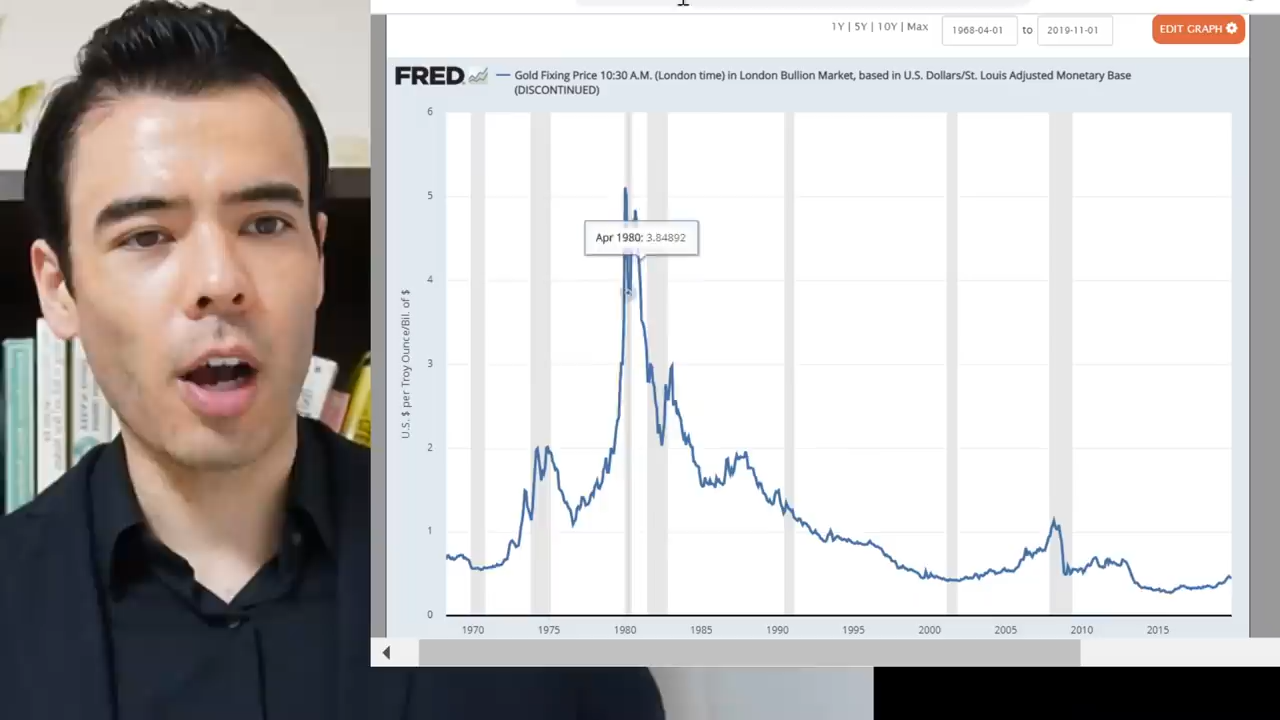 1Y | 5Y | 10Y | Max
1968-04-01 to 2019-11-01
EDIT GRAPH
FRED
Gold Fixing Price 10:30 A.M. (London time) in London Bullion Market, based in U.S. Dollars/St. Louis Adjusted Monetary Base
(DISCONTINUED)
U.S. $ per Troy Ounce/Bil. of $
6
5
Apr 1980: 3.84892
4
3
2
1
0
1970 1975 1980 1985 1990 1995 2000 2005 2010 2015